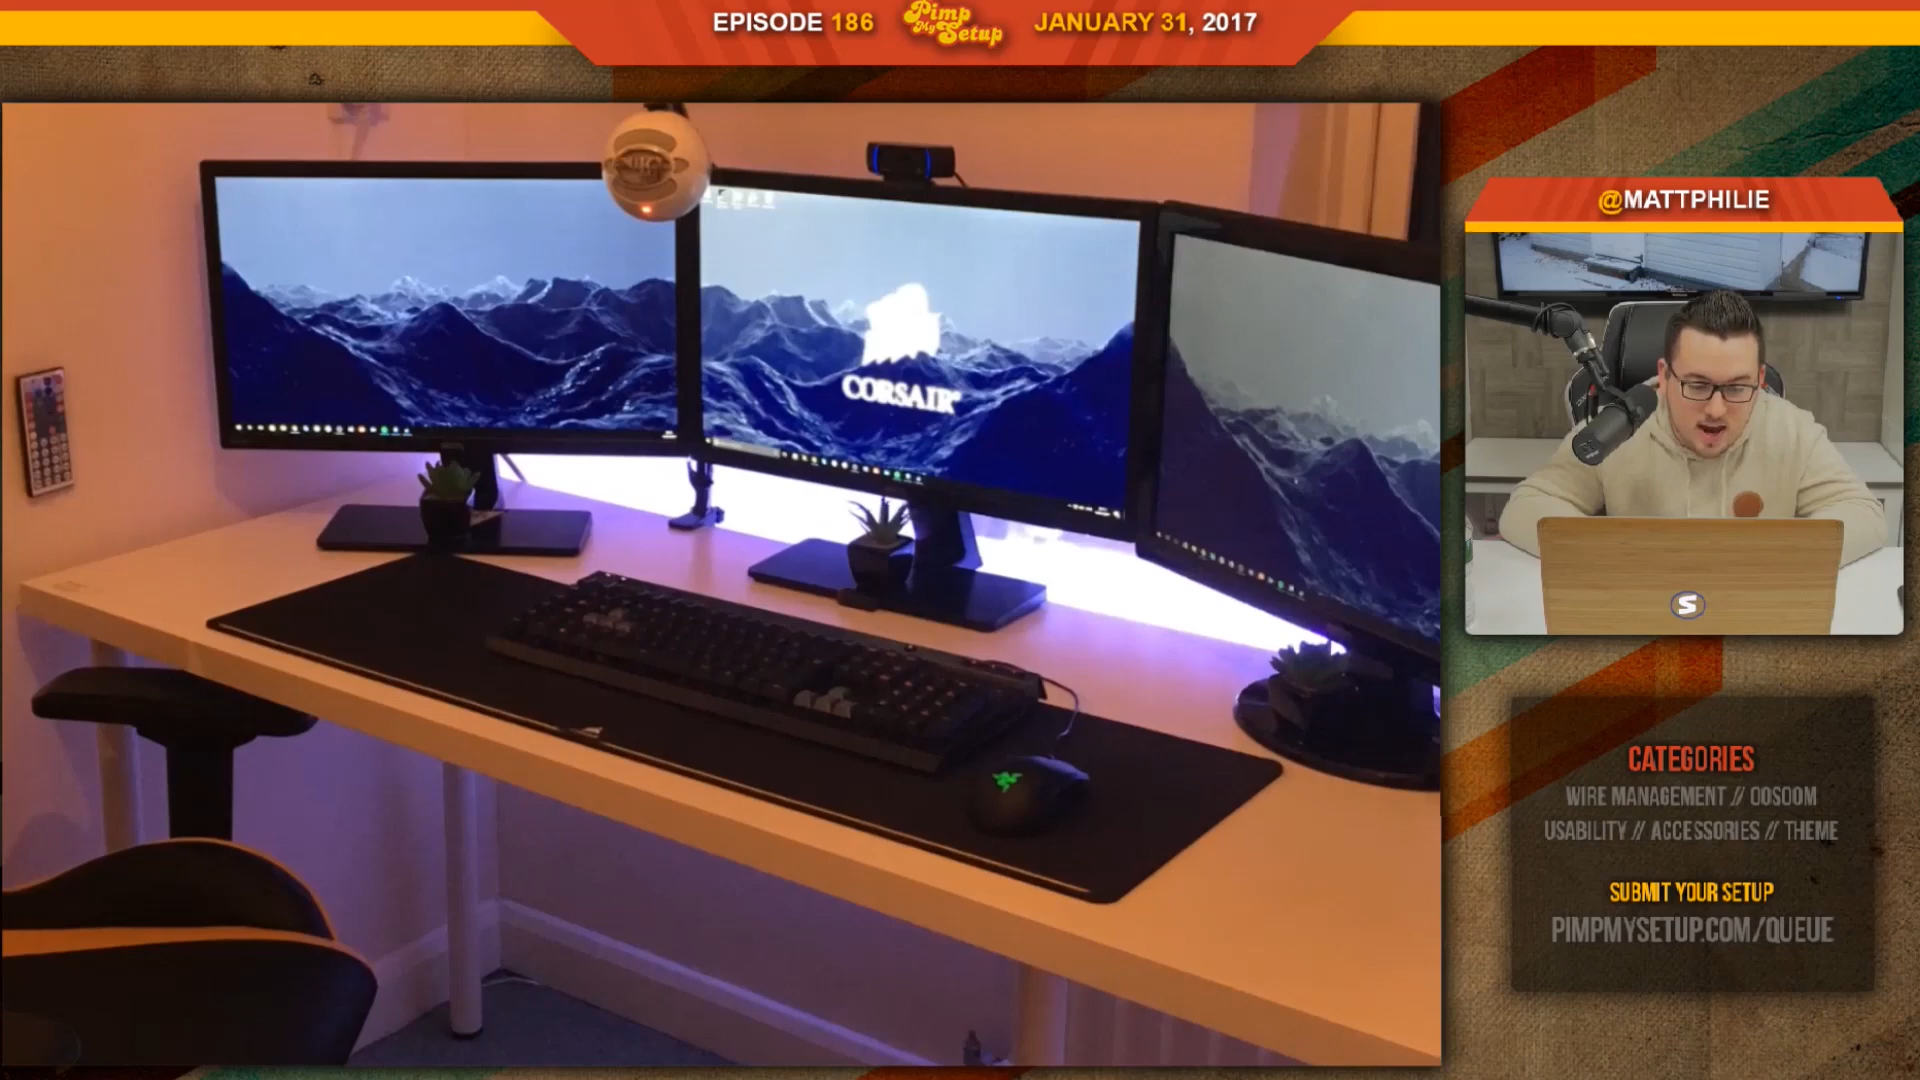 EPISODE 186
Pimp
My Setup
JANUARY 31, 2017
@MATTPHILIE
CORSAIR
CATEGORIES
WIRE MANAGEMENT // OOSOOM
USABILITY // ACCESSORIES // THEME
SUBMIT YOUR SETUP
PIMPMYSETUP.COM/QUEUE